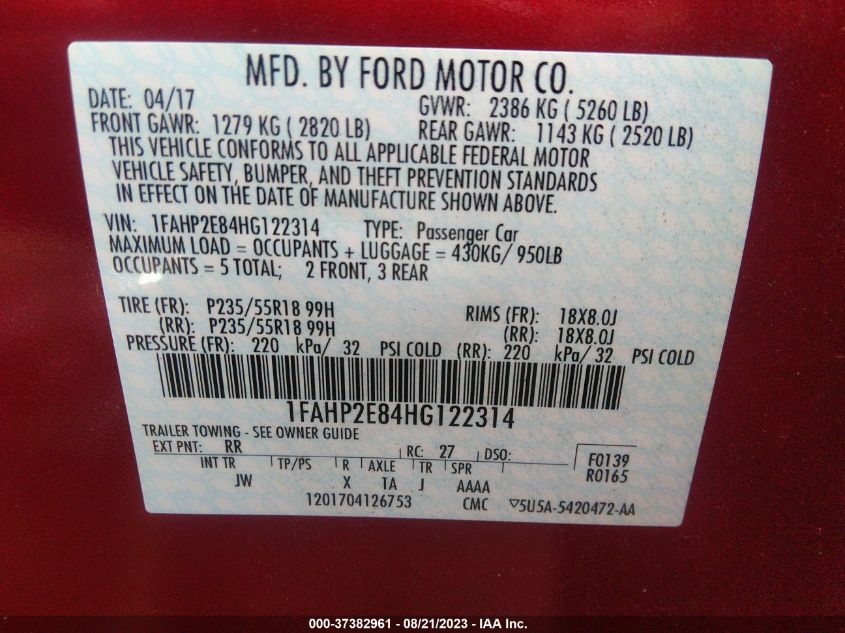 MFD. BY FORD MOTOR CO.
DATE: 04/17 GVWR: 2386 KG ( 5260 LB)
FRONT GAWR: 1279 KG ( 2820 LB) REAR GAWR: 1143 KG ( 2520 LB)
THIS VEHICLE CONFORMS TO ALL APPLICABLE FEDERAL MOTOR
VEHICLE SAFETY, BUMPER, AND THEFT PREVENTION STANDARDS
IN EFFECT ON THE DATE OF MANUFACTURE SHOWN ABOVE.
VIN: 1FAHP2E84HG122314 TYPE: Passenger Car
MAXIMUM LOAD = OCCUPANTS + LUGGAGE = 430KG/ 950LB
OCCUPANTS = 5 TOTAL; 2 FRONT, 3 REAR
TIRE (FR): P235/55R18 99H RIMS (FR): 18X8.0J
(RR): P235/55R18 99H (RR): 18X8.0J
PRESSURE (FR): 220 kPa/ 32 PSI COLD (RR): 220 kPa/ 32 PSI COLD
1FAHP2E84HG122314
TRAILER TOWING - SEE OWNER GUIDE
EXT PNT: RR RC: 27 DSO: F0139
INT TR TP/PS R AXLE TR SPR R0165
JW X 1A J AAAA
1201704126753 CMC ▽5U5A-5420472-AA
000-37382961 - 08/21/2023 - IAA Inc.